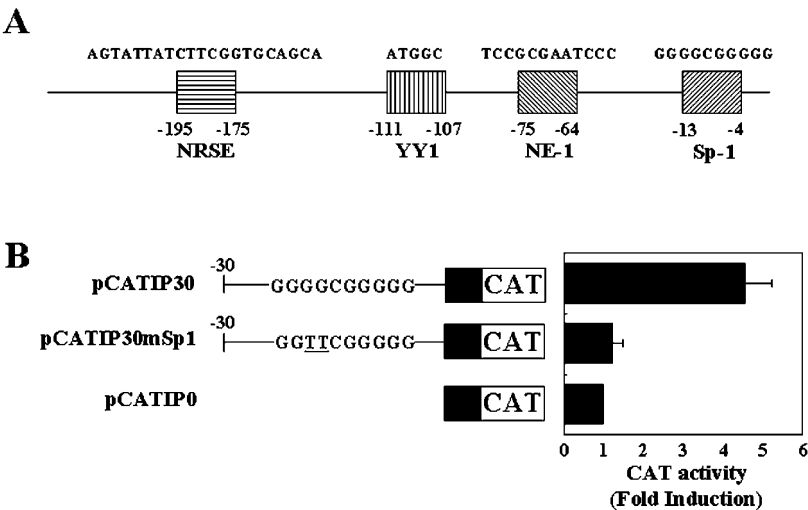 A
AGTATTATCTTCGGTGCAGCA ATGGC TCCGCGAATCCC GGGGCGGGGG
-195 -175 -111 -107 -75 -64 -13 -4
NRSE YY1 NE-1 Sp-1
B
-30
pCATIP30 GGGGCGGGGG CAT
-30
pCATIP30mSp1 GGTTCGGGGG CAT
pCATIP0 CAT
0 1 2 3 4 5 6
CAT activity
(Fold Induction)